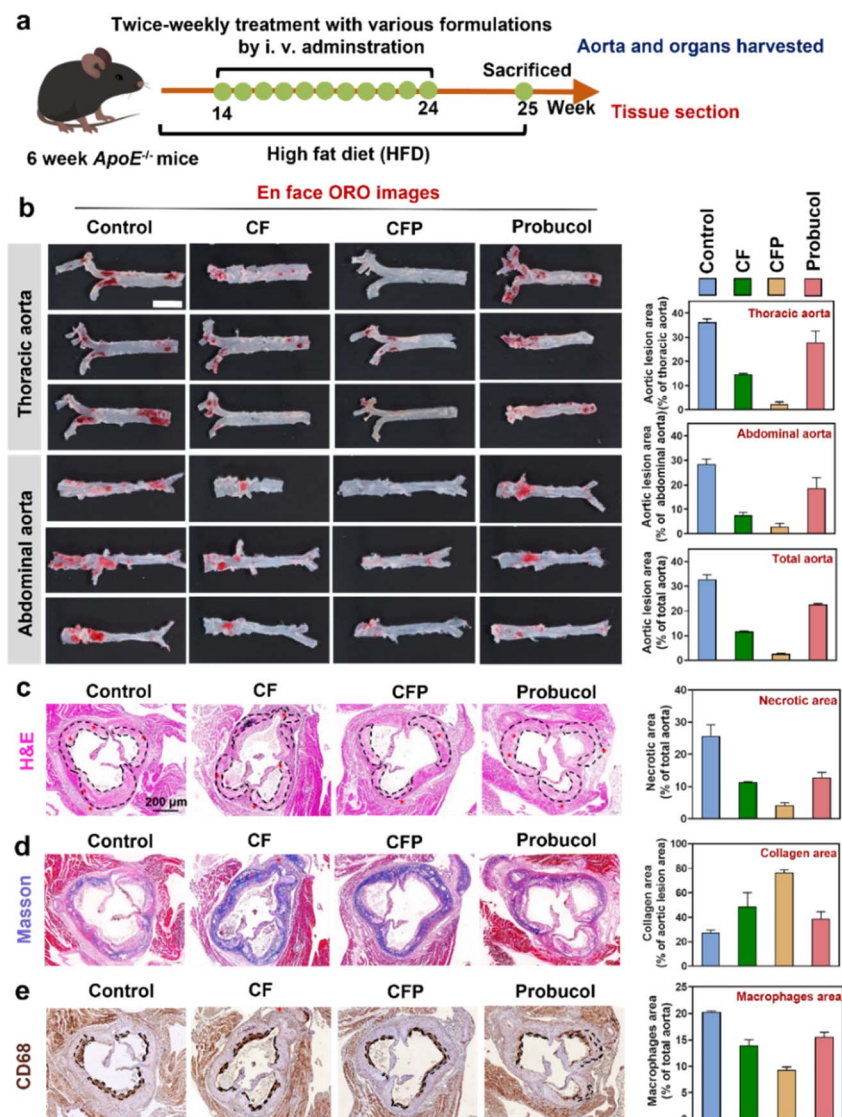 a
Twice-weekly treatment with various formulations
by i. v. adminstration
Aorta and organs harvested
Sacrificed
14
24
25
Week
Tissue section
6 week ApoE-/- mice
High fat diet (HFD)
b
En face ORO images
Control
CF
CFP
Probucol
Thoracic aorta
Abdominal aorta
Control
CF
CFP
Probucol
Aortic lesion area
(% of thoracic aorta)
40
30
20
10
0
Thoracic aorta
Aortic lesion area
(% of abdominal aorta)
40
30
20
10
0
Abdominal aorta
Aortic lesion area
(% of total aorta)
40
30
20
10
0
Total aorta
c
Control
CF
CFP
Probucol
H&E
200 μm
Necrotic area
(% of total aorta)
40
30
20
10
0
Necrotic area
d
Control
CF
CFP
Probucol
Masson
Collagen area
(% of aortic lesion area)
100
80
60
40
20
0
Collagen area
e
Control
CF
CFP
Probucol
CD68
Macrophages area
(% of total aorta)
25
20
15
10
5
Macrophages area